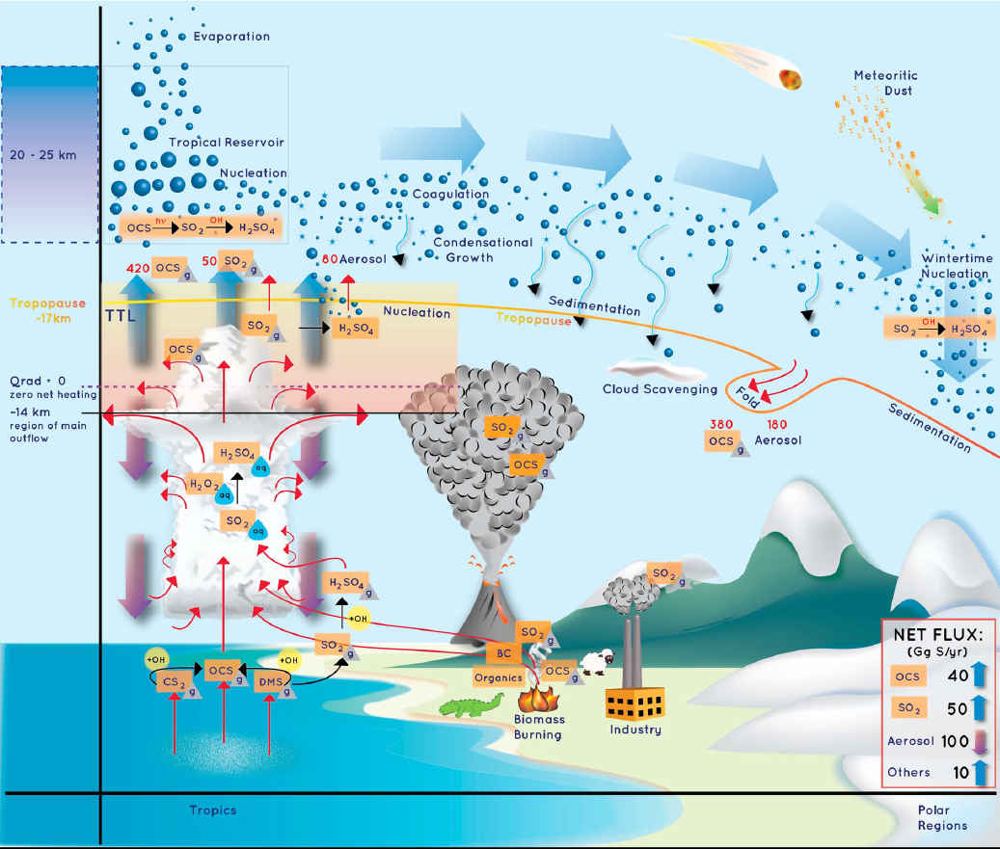 Evaporation
Meteoritic
Dust
20 - 25 km
Tropical Reservoir
Nucleation
Coagulation
OCS hν SO2 OH H2SO4
Condensational
Growth
420 OCS g
50 SO2 g
80 Aerosol
Wintertime
Nucleation
Tropopause
~17km
TTL
Nucleation
Tropopause
Sedimentation
SO2 g
H2SO4
SO2 OH H2SO4
OCS g
Qrad = 0
zero net heating
~14 km
region of main
outflow
Cloud Scavenging
Fold
380 180
OCS g Aerosol
Sedimentation
SO2 g
OCS g
H2SO4 aq
H2O2 aq
SO2 aq
H2SO4 g
SO2 g
+OH
SO2 g
SO2 g
BC
Organics
OCS g
+OH
+OH
CS2 g
OCS g
DMS g
Biomass
Burning
Industry
NET FLUX:
(Gg S/yr)
OCS 40
SO2 50
Aerosol 100
Others 10
Tropics
Polar
Regions